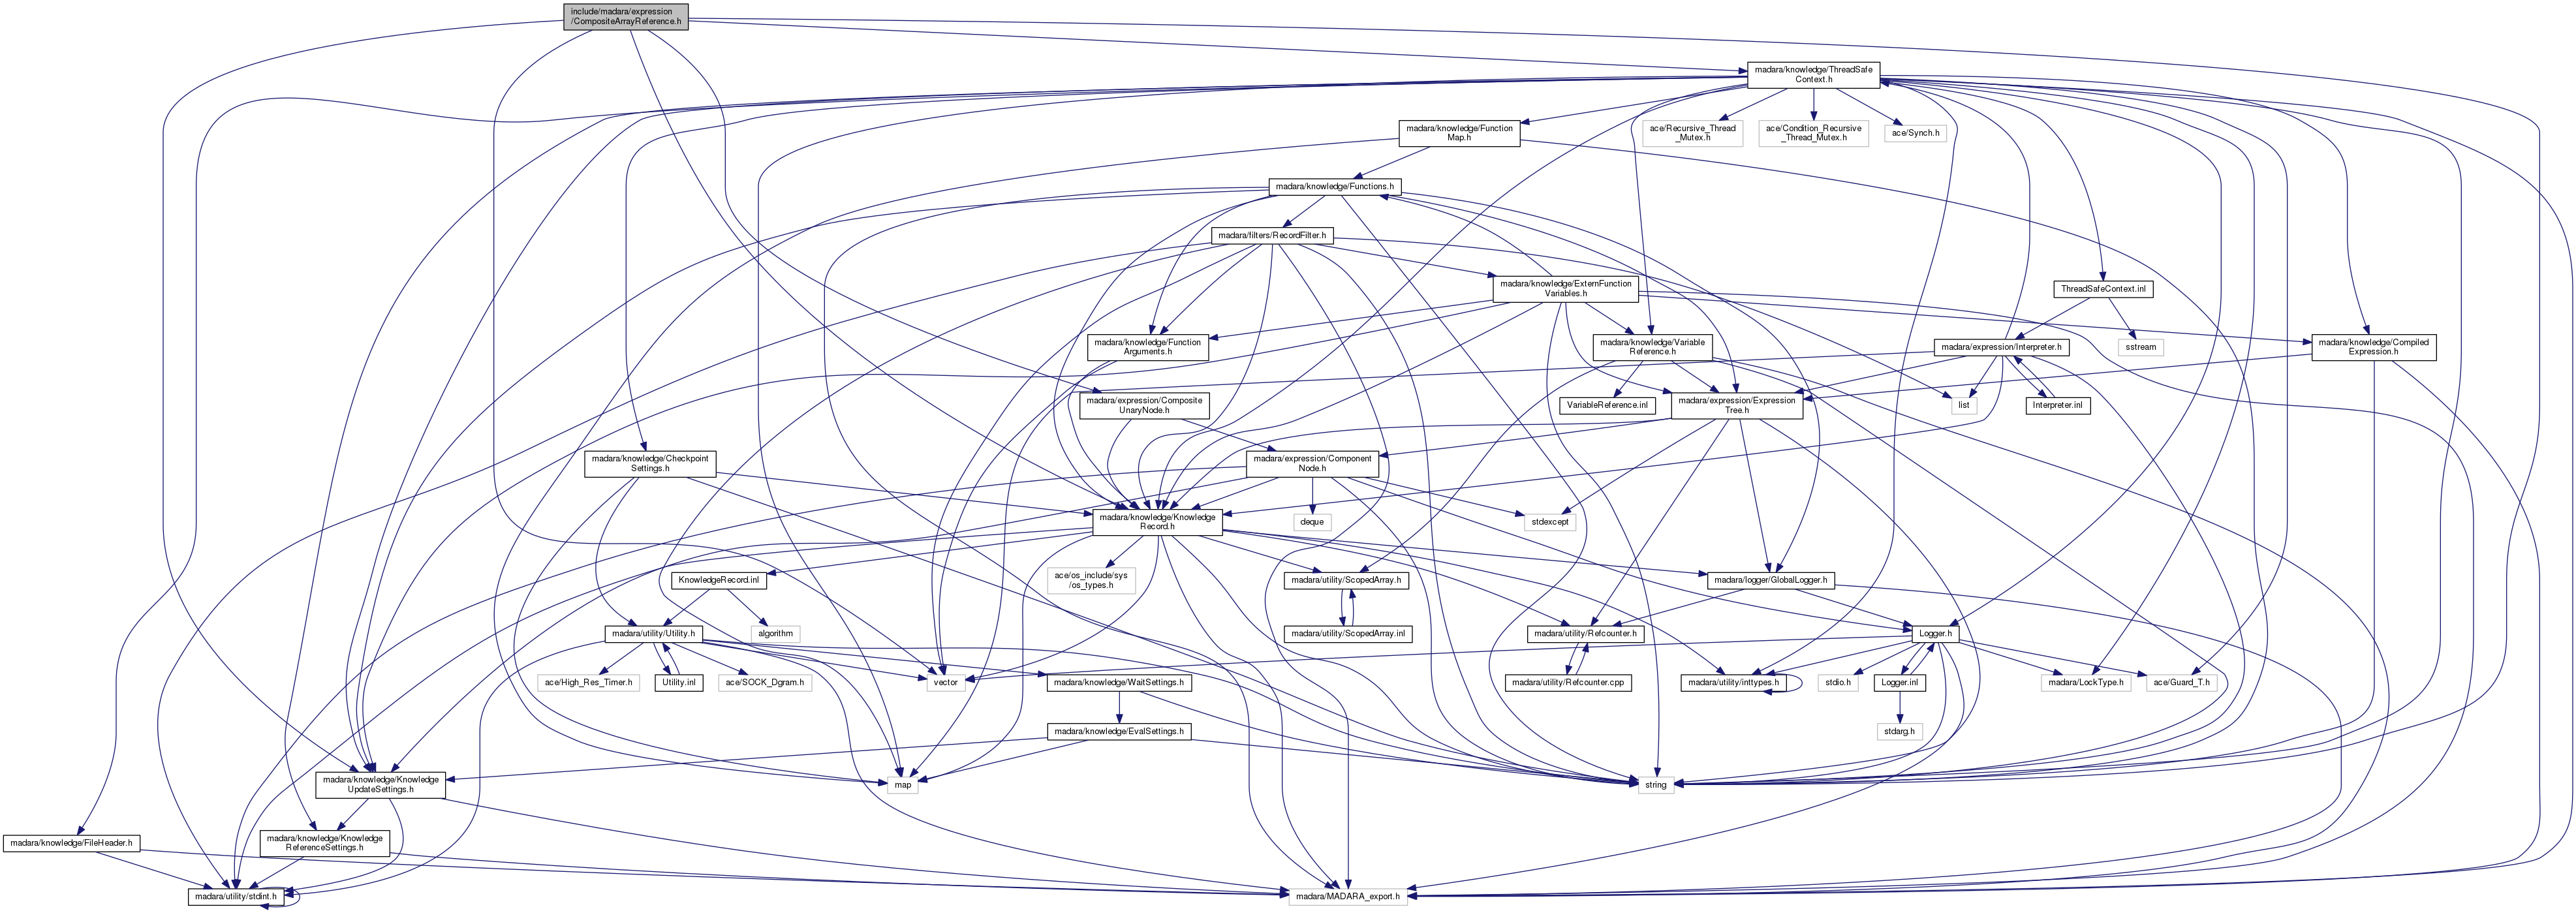 include/madara/expression
/CompositeArrayReference.h
madara/knowledge/ThreadSafe
Context.h
madara/knowledge/Function
Map.h
ace/Recursive_Thread
_Mutex.h
ace/Condition_Recursive
_Thread_Mutex.h
ace/Synch.h
madara/knowledge/Functions.h
madara/filters/RecordFilter.h
madara/knowledge/ExternFunction
Variables.h
ThreadSafeContext.inl
madara/knowledge/Function
Arguments.h
madara/knowledge/Variable
Reference.h
madara/expression/Interpreter.h
sstream
madara/knowledge/Compiled
Expression.h
madara/expression/Composite
UnaryNode.h
VariableReference.inl
madara/expression/Expression
Tree.h
list
Interpreter.inl
madara/knowledge/Checkpoint
Settings.h
madara/expression/Component
Node.h
madara/knowledge/Knowledge
Record.h
deque
stdexcept
KnowledgeRecord.inl
ace/os_include/sys
/os_types.h
madara/utility/ScopedArray.h
madara/logger/GlobalLogger.h
madara/utility/Utility.h
algorithm
madara/utility/ScopedArray.inl
madara/utility/Refcounter.h
Logger.h
ace/High_Res_Timer.h
Utility.inl
ace/SOCK_Dgram.h
vector
madara/knowledge/WaitSettings.h
madara/utility/Refcounter.cpp
madara/utility/inttypes.h
stdio.h
Logger.inl
madara/LockType.h
ace/Guard_T.h
madara/knowledge/EvalSettings.h
stdarg.h
madara/knowledge/Knowledge
UpdateSettings.h
map
string
madara/knowledge/FileHeader.h
madara/knowledge/Knowledge
ReferenceSettings.h
madara/utility/stdint.h
madara/MADARA_export.h